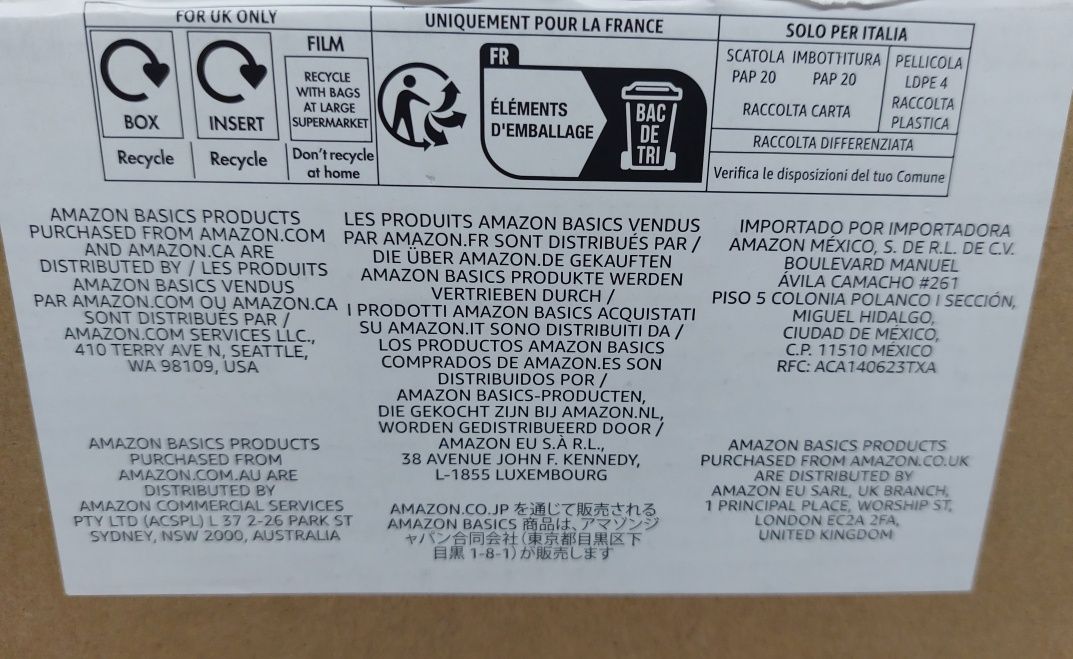 FOR UK ONLY
BOX
Recycle
INSERT
Recycle
FILM
RECYCLE
WITH BAGS
AT LARGE
SUPERMARKET
Don't recycle
at home
UNIQUEMENT POUR LA FRANCE
FR
ÉLÉMENTS
D'EMBALLAGE
BAC
DE
TRI
SOLO PER ITALIA
SCATOLA IMBOTTITURA
PAP 20 PAP 20
RACCOLTA CARTA
PELLICOLA
LDPE 4
RACCOLTA
PLASTICA
RACCOLTA DIFFERENZIATA
Verifica le disposizioni del tuo Comune
AMAZON BASICS PRODUCTS
PURCHASED FROM AMAZON.COM
AND AMAZON.CA ARE
DISTRIBUTED BY / LES PRODUITS
AMAZON BASICS VENDUS
PAR AMAZON.COM OU AMAZON.CA
SONT DISTRIBUÉS PAR /
AMAZON.COM SERVICES LLC.,
410 TERRY AVE N, SEATTLE,
WA 98109, USA
LES PRODUITS AMAZON BASICS VENDUS
PAR AMAZON.FR SONT DISTRIBUÉS PAR /
DIE ÜBER AMAZON.DE GEKAUFTEN
AMAZON BASICS PRODUKTE WERDEN
VERTRIEBEN DURCH /
I PRODOTTI AMAZON BASICS ACQUISTATI
SU AMAZON.IT SONO DISTRIBUITI DA /
LOS PRODUCTOS AMAZON BASICS
COMPRADOS DE AMAZON.ES SON
DISTRIBUIDOS POR /
AMAZON BASICS-PRODUCTEN,
DIE GEKOCHT ZIJN BIJ AMAZON.NL,
WORDEN GEDISTRIBUEERD DOOR /
AMAZON EU S.À R.L.,
38 AVENUE JOHN F. KENNEDY,
L-1855 LUXEMBOURG
IMPORTADO POR IMPORTADORA
AMAZON MÉXICO, S. DE R.L. DE C.V.
BOULEVARD MANUEL
ÁVILA CAMACHO #261
PISO 5 COLONIA POLANCO I SECCIÓN,
MIGUEL HIDALGO,
CIUDAD DE MÉXICO,
C.P. 11510 MÉXICO
RFC: ACA140623TXA
AMAZON BASICS PRODUCTS
PURCHASED FROM
AMAZON.COM.AU ARE
DISTRIBUTED BY
AMAZON COMMERCIAL SERVICES
PTY LTD (ACSPL) L 37 2-26 PARK ST
SYDNEY, NSW 2000, AUSTRALIA
AMAZON.CO.JP を通じて販売される
AMAZON BASICS 商品は、アマゾンジ
ャパン合同会社（東京都目黒区下
目黒 1-8-1）が販売します
AMAZON BASICS PRODUCTS
PURCHASED FROM AMAZON.CO.UK
ARE DISTRIBUTED BY
AMAZON EU SARL, UK BRANCH,
1 PRINCIPAL PLACE, WORSHIP ST,
LONDON EC2A 2FA,
UNITED KINGDOM